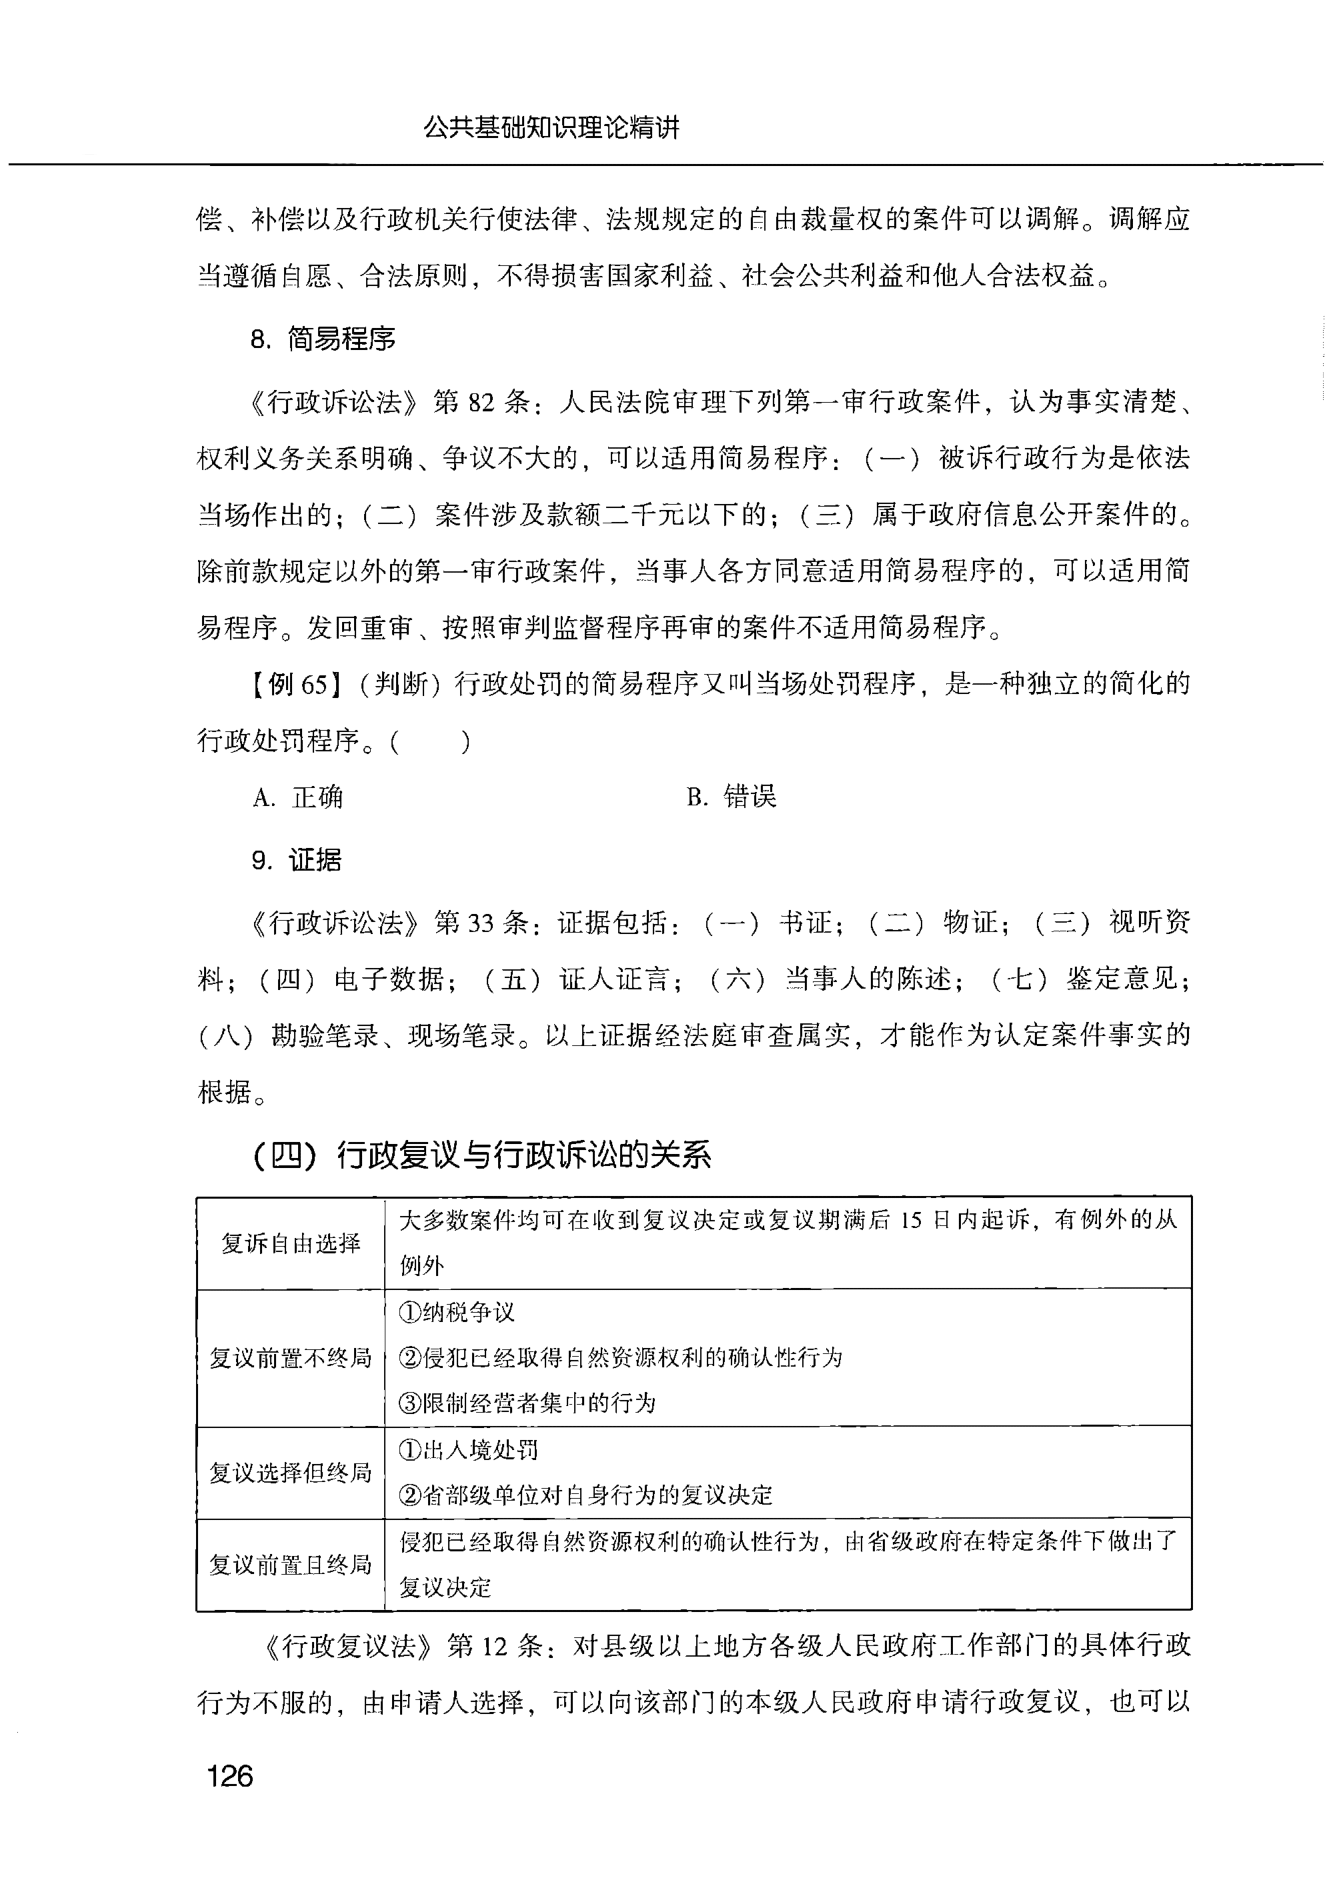 公共基础知识理论精讲
偿、补偿以及行政机关行使法律、法规规定的自由裁量权的案件可以调解。调解应
当遵循自愿、合法原则，不得损害国家利益、社会公共利益和他人合法权益。
8. 简易程序
《行政诉讼法》第 82 条：人民法院审理下列第一审行政案件，认为事实清楚、
权利义务关系明确、争议不大的，可以适用简易程序：（一）被诉行政行为是依法
当场作出的；（二）案件涉及款额二千元以下的；（三）属于政府信息公开案件的。
除前款规定以外的第一审行政案件，当事人各方同意适用简易程序的，可以适用简
易程序。发回重审、按照审判监督程序再审的案件不适用简易程序。
【例 65】（判断）行政处罚的简易程序又叫当场处罚程序，是一种独立的简化的
行政处罚程序。（　　）
A. 正确　　B. 错误
9. 证据
《行政诉讼法》第 33 条：证据包括：（一）书证；（二）物证；（三）视听资
料；（四）电子数据；（五）证人证言；（六）当事人的陈述；（七）鉴定意见；
（八）勘验笔录、现场笔录。以上证据经法庭审查属实，才能作为认定案件事实的
根据。
（四）行政复议与行政诉讼的关系
复诉自由选择
大多数案件均可在收到复议决定或复议期满后 15 日内起诉，有例外的从
例外
复议前置不终局
①纳税争议
②侵犯已经取得自然资源权利的确认性行为
③限制经营者集中的行为
复议选择但终局
①出入境处罚
②省部级单位对自身行为的复议决定
复议前置且终局
侵犯已经取得自然资源权利的确认性行为，由省级政府在特定条件下做出了
复议决定
《行政复议法》第 12 条：对县级以上地方各级人民政府工作部门的具体行政
行为不服的，由申请人选择，可以向该部门的本级人民政府申请行政复议，也可以
126